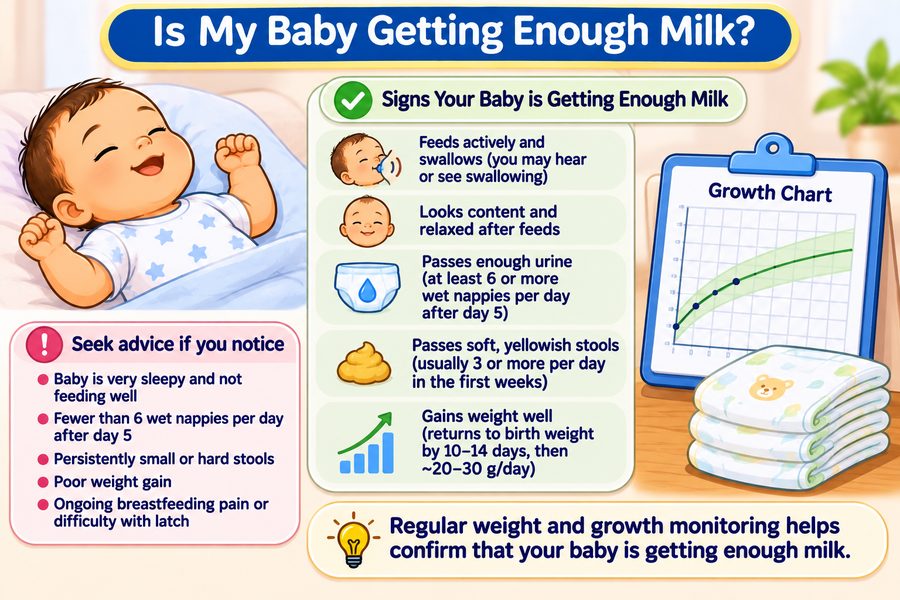 Is My Baby Getting Enough Milk?
Signs Your Baby is Getting Enough Milk
Feeds actively and
swallows (you may hear
or see swallowing)
Looks content and
relaxed after feeds
Passes enough urine
(at least 6 or more
wet nappies per day
after day 5)
Passes soft, yellowish stools
(usually 3 or more per day
in the first weeks)
Gains weight well
(returns to birth weight
by 10–14 days, then
~20–30 g/day)
Growth Chart
Seek advice if you notice
Baby is very sleepy and not
feeding well
Fewer than 6 wet nappies per day
after day 5
Persistently small or hard stools
Poor weight gain
Ongoing breastfeeding pain or
difficulty with latch
Regular weight and growth monitoring helps
confirm that your baby is getting enough milk.